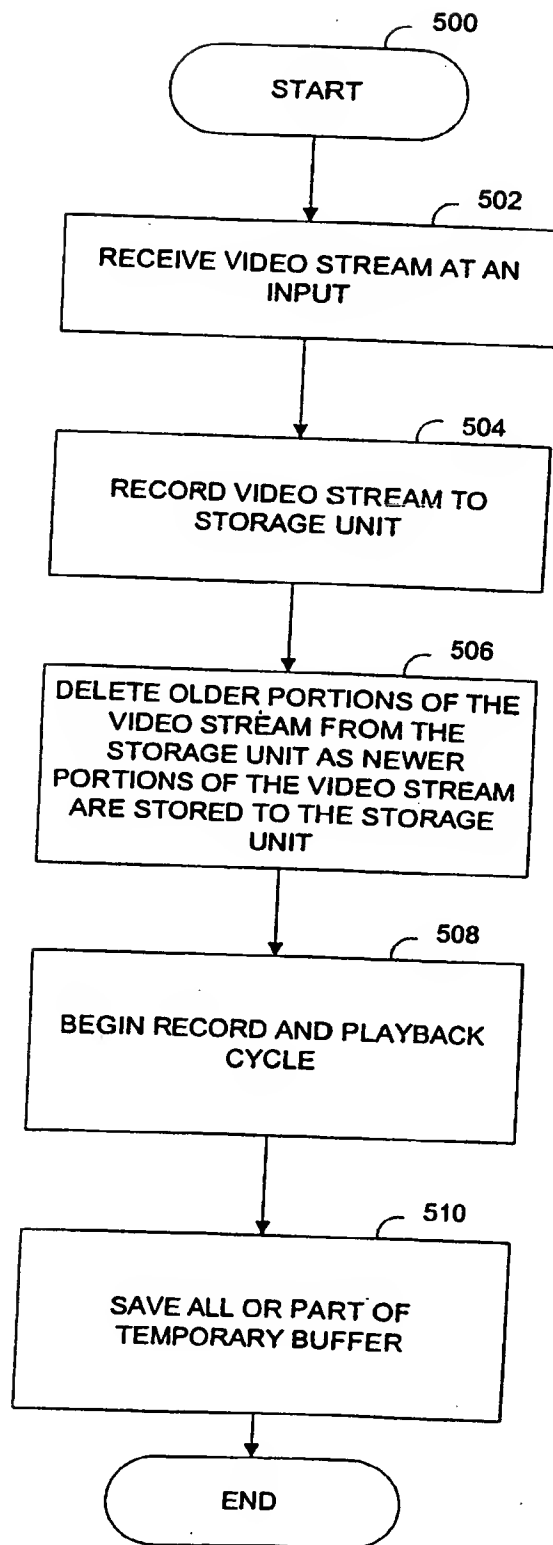 500
START
502
RECEIVE VIDEO STREAM AT AN
INPUT
504
RECORD VIDEO STREAM TO
STORAGE UNIT
506
DELETE OLDER PORTIONS OF THE
VIDEO STREAM FROM THE
STORAGE UNIT AS NEWER
PORTIONS OF THE VIDEO STREAM
ARE STORED TO THE STORAGE
UNIT
508
BEGIN RECORD AND PLAYBACK
CYCLE
510
SAVE ALL OR PART OF
TEMPORARY BUFFER
END